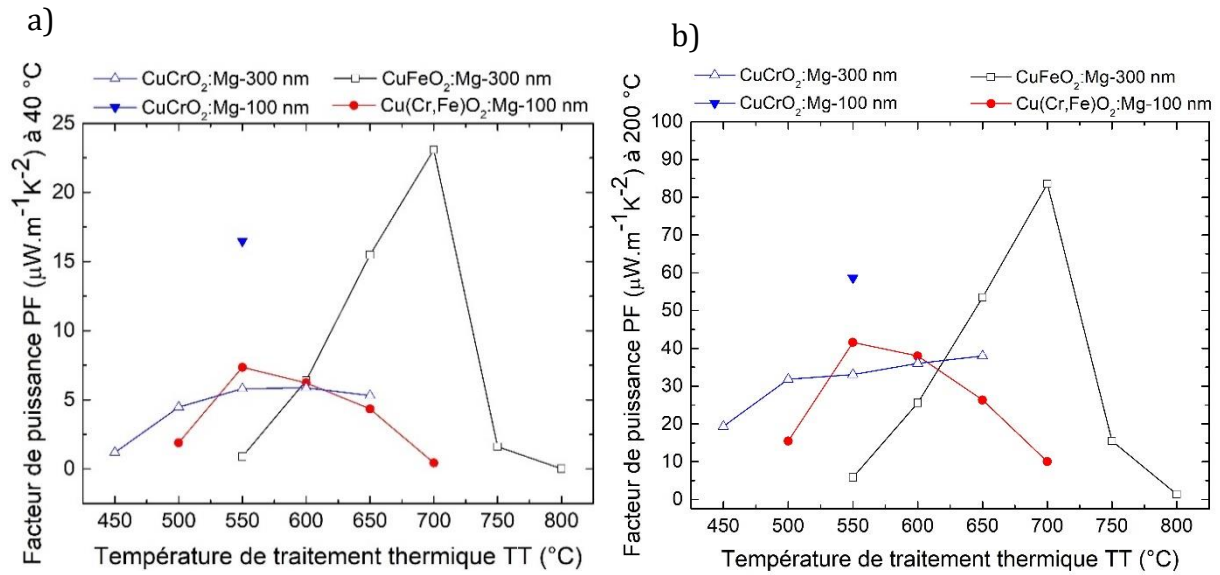 a)
CuCrO₂:Mg-300 nm
CuFeO₂:Mg-300 nm
CuCrO₂:Mg-100 nm
Cu(Cr,Fe)O₂:Mg-100 nm
Facteur de puissance PF (μW.m⁻¹K⁻²) à 40 °C
25
20
15
10
5
0
450 500 550 600 650 700 750 800
Température de traitement thermique TT (°C)
b)
CuCrO₂:Mg-300 nm
CuFeO₂:Mg-300 nm
CuCrO₂:Mg-100 nm
Cu(Cr,Fe)O₂:Mg-100 nm
Facteur de puissance PF (μW.m⁻¹K⁻²) à 200 °C
100
90
80
70
60
50
40
30
20
10
0
450 500 550 600 650 700 750 800
Température de traitement thermique TT (°C)